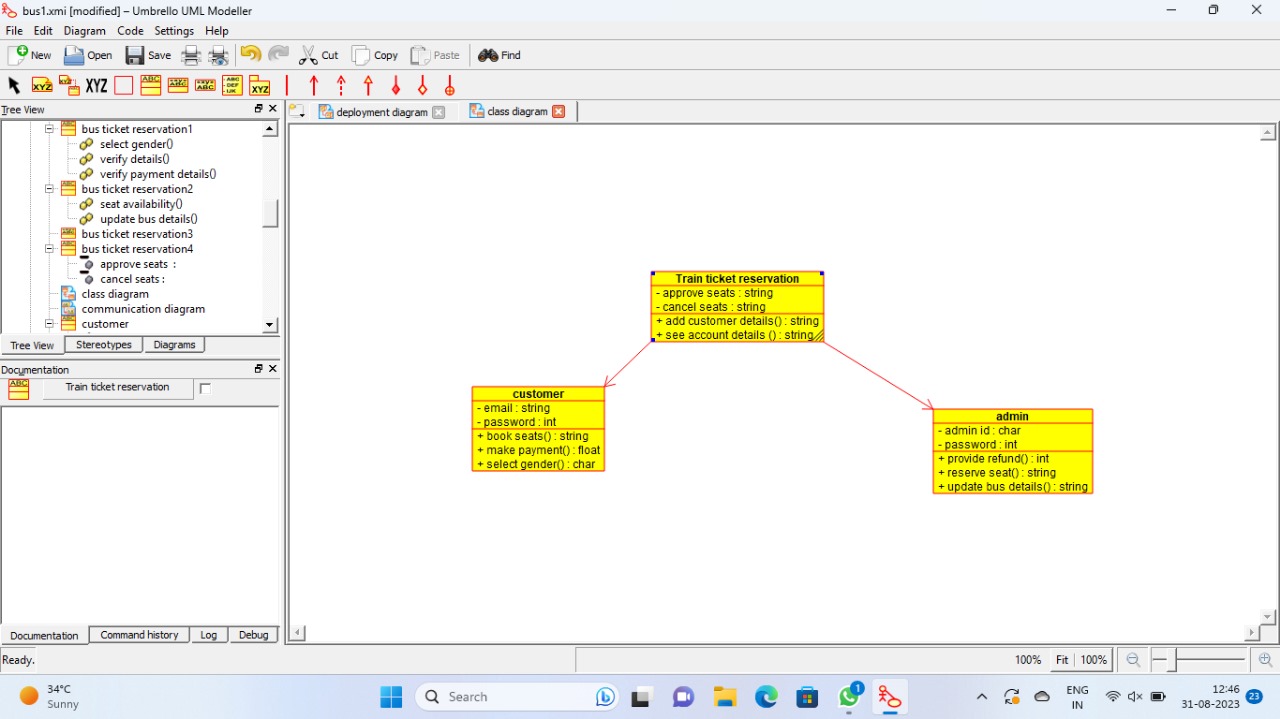 bus1.xmi [modified] – Umbrello UML Modeller
File Edit Diagram Code Settings Help
New Open Save Cut Copy Paste Find
XYZ
Tree View
deployment diagram class diagram
bus ticket reservation1
select gender()
verify details()
verify payment details()
bus ticket reservation2
seat availability()
update bus details()
bus ticket reservation3
bus ticket reservation4
approve seats :
cancel seats :
class diagram
communication diagram
customer
Tree View Stereotypes Diagrams
Documentation
Train ticket reservation
Train ticket reservation
- approve seats : string
- cancel seats : string
+ add customer details() : string
+ see account details () : string
customer
- email : string
- password : int
+ book seats() : string
+ make payment() : float
+ select gender() : char
admin
- admin id : char
- password : int
+ provide refund() : int
+ reserve seat() : string
+ update bus details() : string
Documentation Command history Log Debug
Ready.
100% Fit 100%
34°C
Sunny
Search
1
ENG
IN
12:46
31-08-2023
23